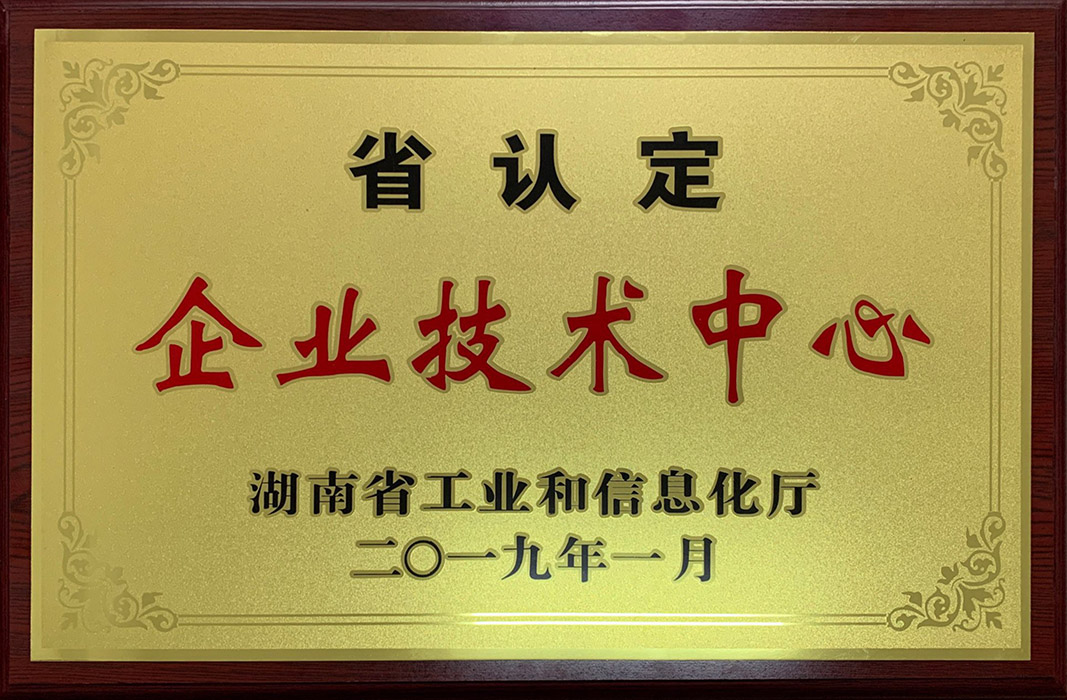 省认定
企业技术中心
湖南省工业和信息化厅
二〇一九年一月